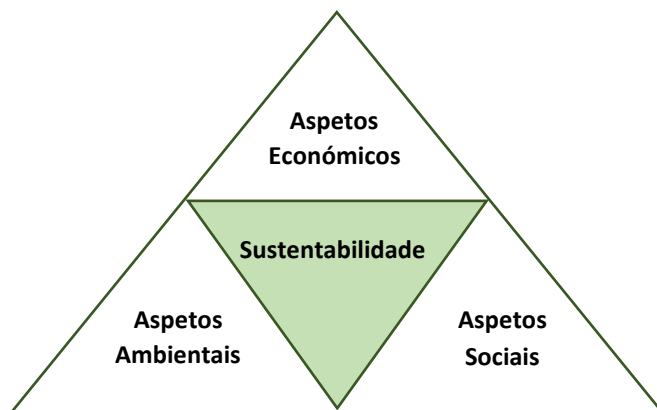 Aspetos
Económicos
Sustentabilidade
Aspetos
Ambientais
Aspetos
Sociais